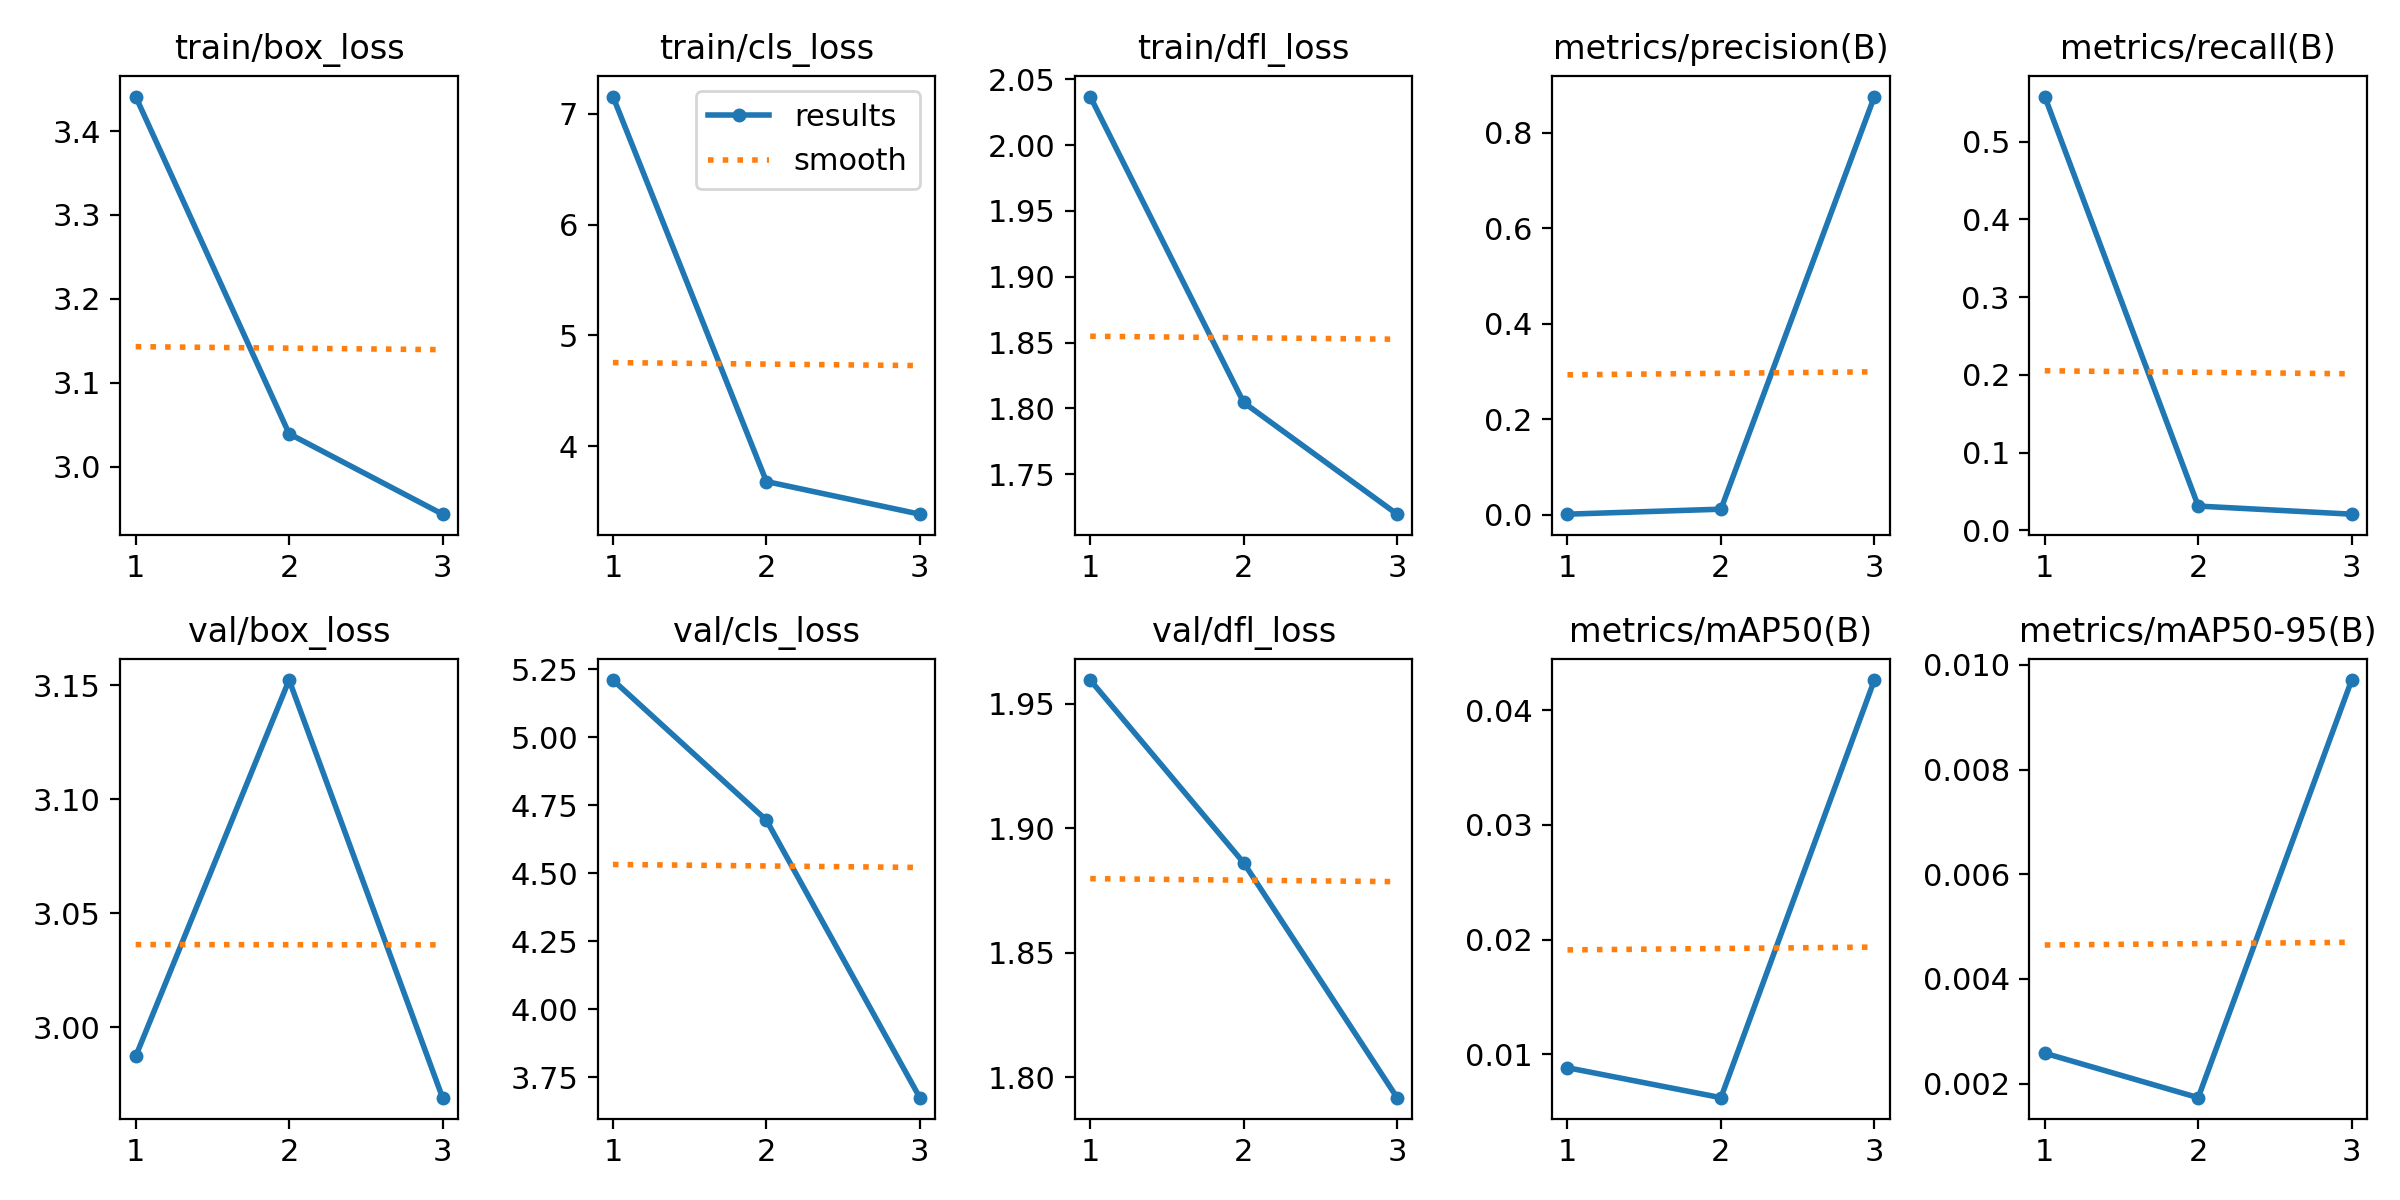 train/box_loss
3.4
3.3
3.2
3.1
3.0
1 2 3
train/cls_loss
results
smooth
7
6
5
4
1 2 3
train/dfl_loss
2.05
2.00
1.95
1.90
1.85
1.80
1.75
1 2 3
metrics/precision(B)
0.8
0.6
0.4
0.2
0.0
1 2 3
metrics/recall(B)
0.5
0.4
0.3
0.2
0.1
0.0
1 2 3
val/box_loss
3.15
3.10
3.05
3.00
1 2 3
val/cls_loss
5.25
5.00
4.75
4.50
4.25
4.00
3.75
1 2 3
val/dfl_loss
1.95
1.90
1.85
1.80
1 2 3
metrics/mAP50(B)
0.04
0.03
0.02
0.01
1 2 3
metrics/mAP50-95(B)
0.010
0.008
0.006
0.004
0.002
1 2 3